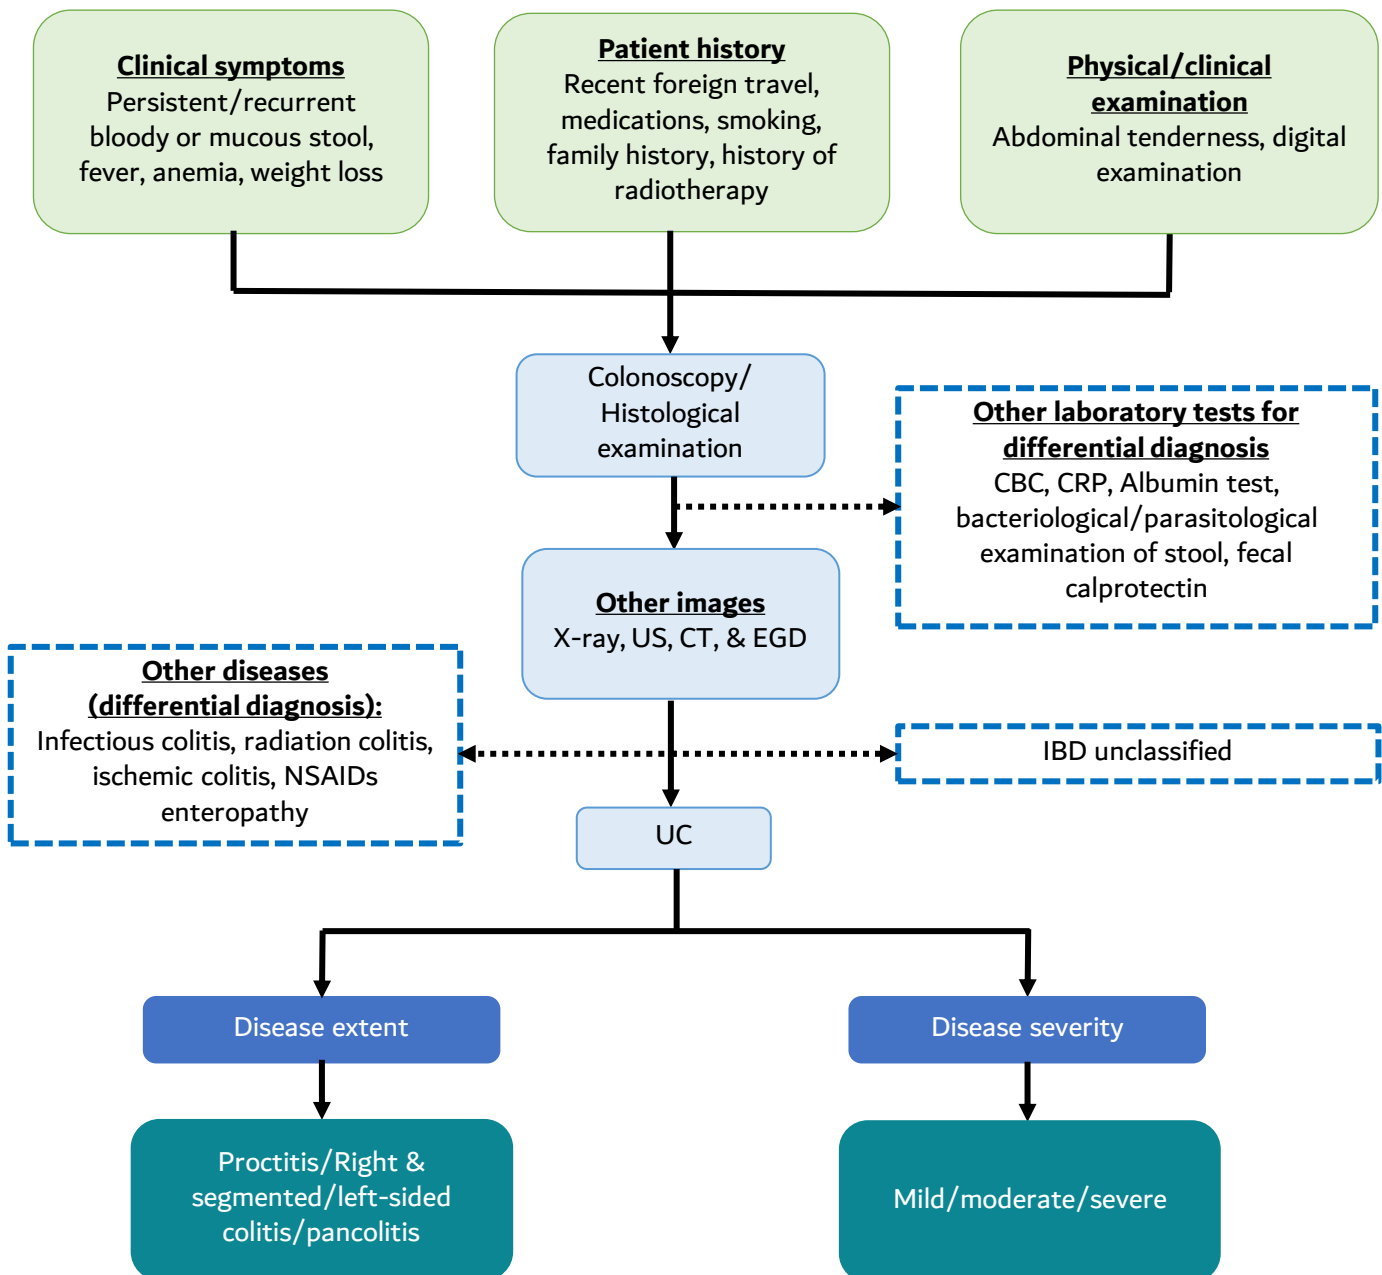 Clinical symptoms
Persistent/recurrent
bloody or mucous stool,
fever, anemia, weight loss
Patient history
Recent foreign travel,
medications, smoking,
family history, history of
radiotherapy
Physical/clinical
examination
Abdominal tenderness, digital
examination
Colonoscopy/
Histological
examination
Other laboratory tests for
differential diagnosis
CBC, CRP, Albumin test,
bacteriological/parasitological
examination of stool, fecal
calprotectin
Other images
X-ray, US, CT, & EGD
Other diseases
(differential diagnosis):
Infectious colitis, radiation colitis,
ischemic colitis, NSAIDs
enteropathy
IBD unclassified
UC
Disease extent
Disease severity
Proctitis/Right &
segmented/left-sided
colitis/pancolitis
Mild/moderate/severe